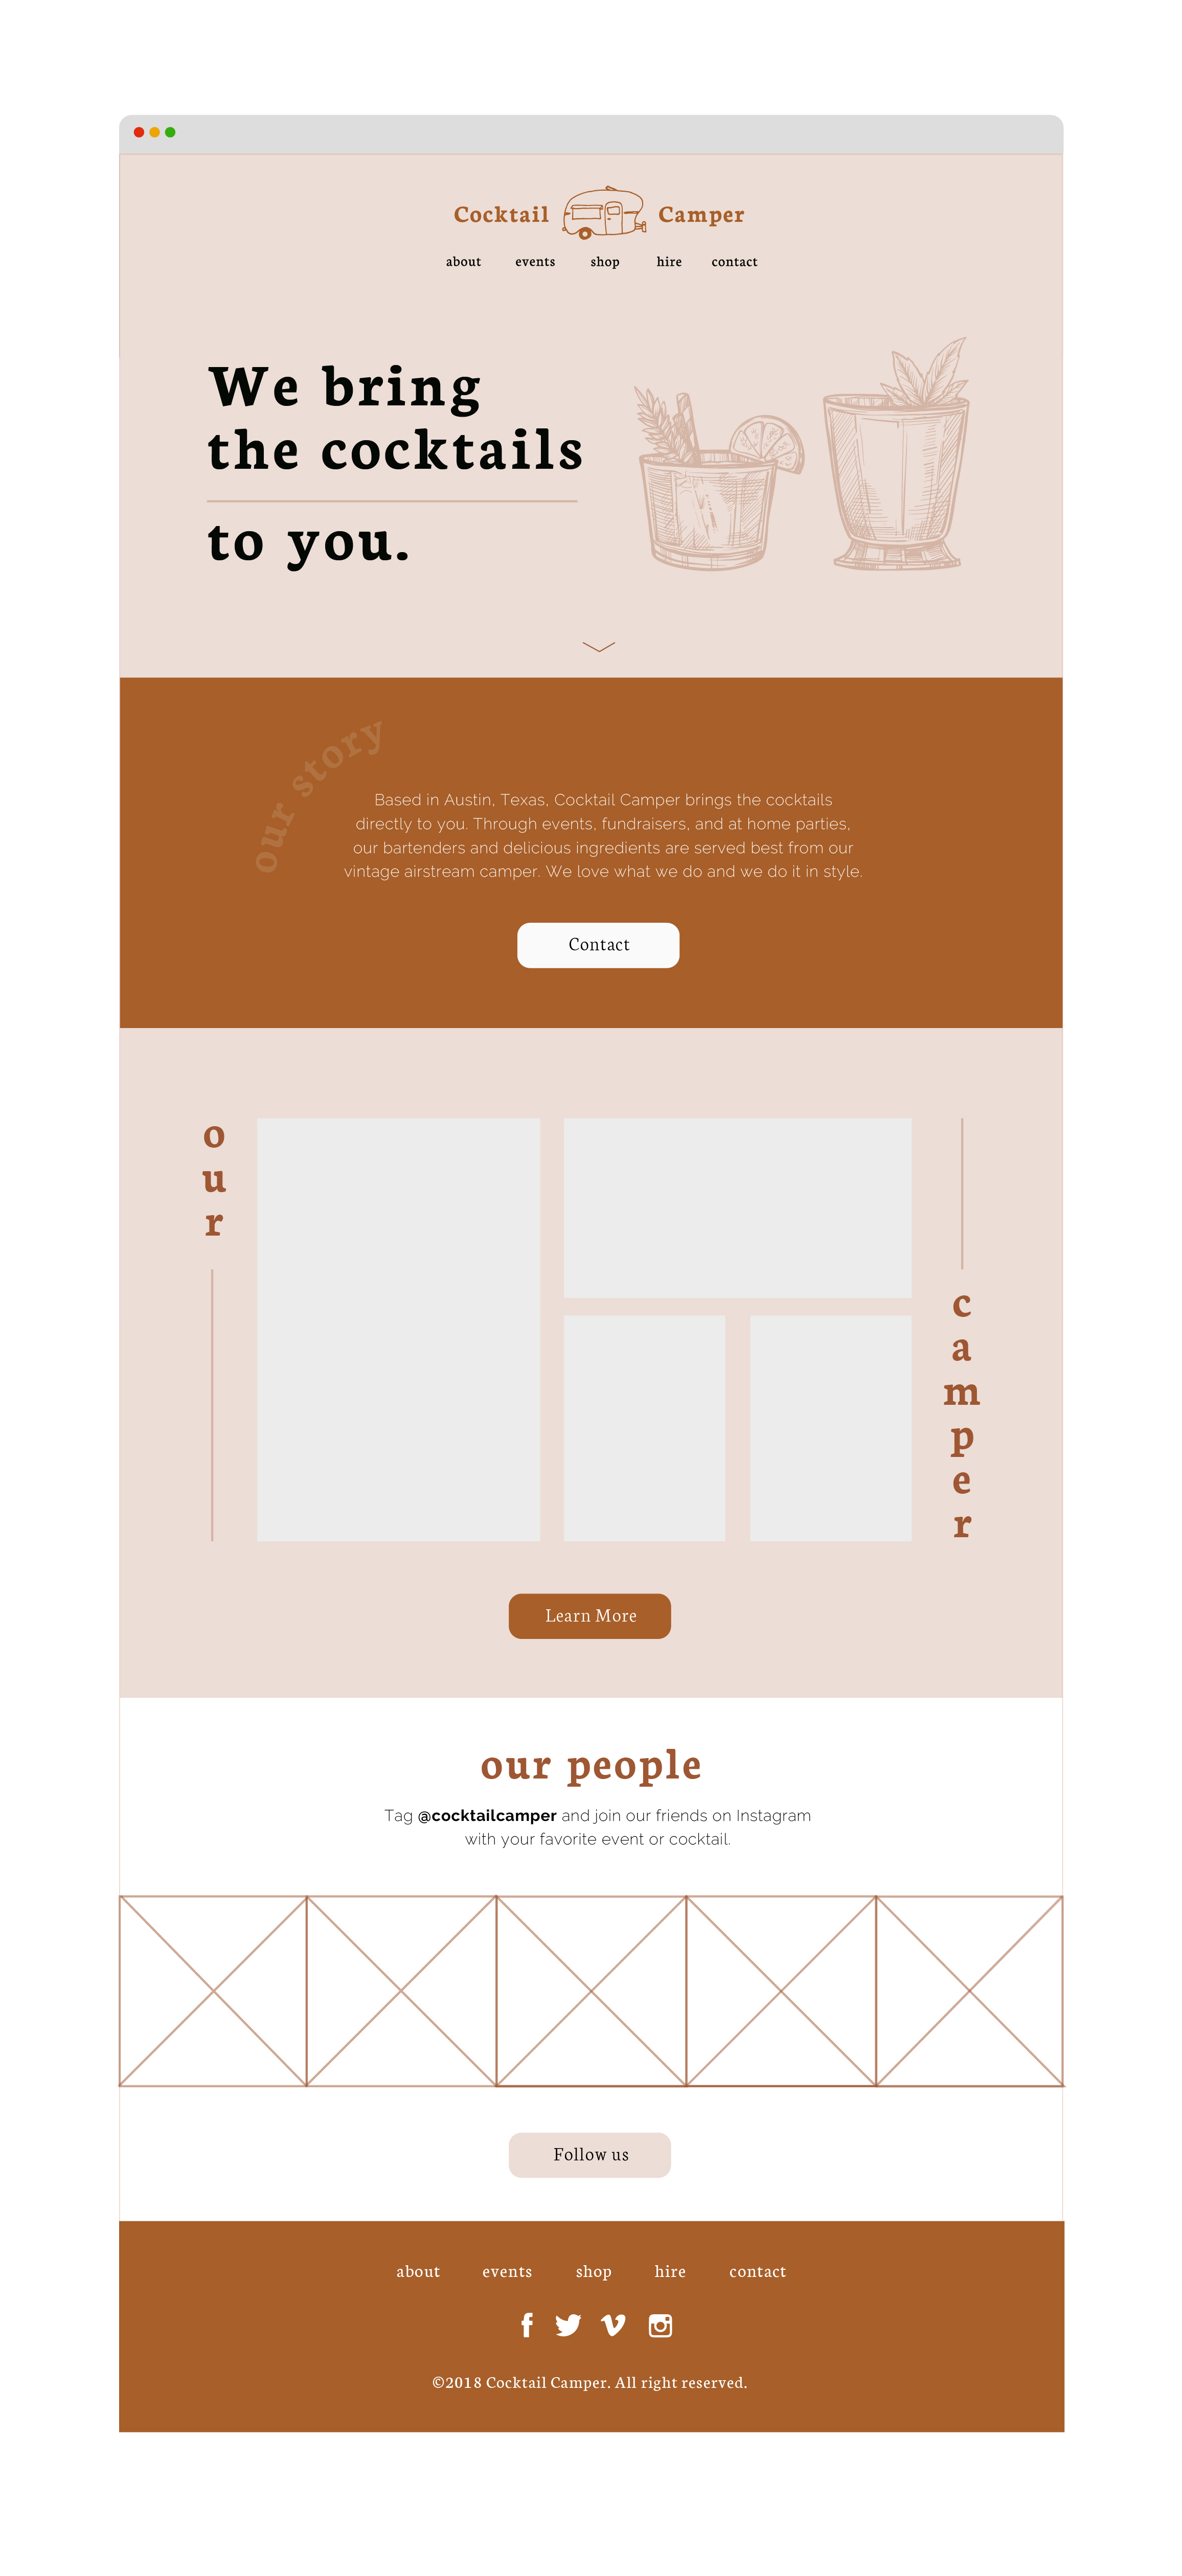 Cocktail Camper
about events shop hire contact
We bring
the cocktails
to you.
our story
Based in Austin, Texas, Cocktail Camper brings the cocktails
directly to you. Through events, fundraisers, and at home parties,
our bartenders and delicious ingredients are served best from our
vintage airstream camper. We love what we do and we do it in style.
Contact
our
camper
Learn More
our people
Tag @cocktailcamper and join our friends on Instagram
with your favorite event or cocktail.
Follow us
about events shop hire contact
©2018 Cocktail Camper. All right reserved.